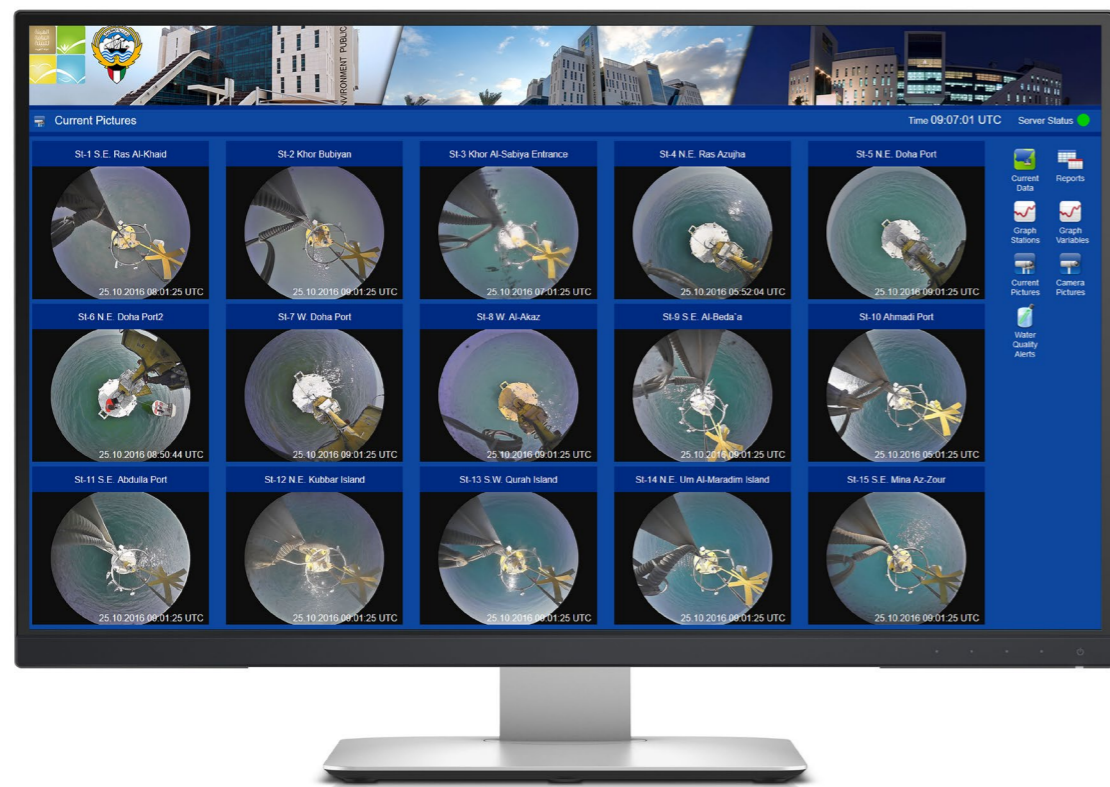 ENVIRONMENT PUBLIC
Current Pictures
Time 09:07:01 UTC
Server Status
St-1 S.E. Ras Al-Khaid
St-2 Khor Bubiyan
St-3 Khor Al-Sabiya Entrance
St-4 N.E. Ras Azujha
St-5 N.E. Doha Port
25.10.2016 08:01:25 UTC
25.10.2016 09:01:25 UTC
25.10.2016 07:01:25 UTC
25.10.2016 05:52:04 UTC
25.10.2016 09:01:25 UTC
St-6 N.E. Doha Port2
St-7 W. Doha Port
St-8 W. Al-Akaz
St-9 S.E. Al-Beda`a
St-10 Ahmadi Port
25.10.2016 08:50:44 UTC
25.10.2016 09:01:25 UTC
25.10.2016 09:01:25 UTC
25.10.2016 09:01:25 UTC
25.10.2016 05:01:25 UTC
St-11 S.E. Abdulla Port
St-12 N.E. Kubbar Island
St-13 S.W. Qurah Island
St-14 N.E. Um Al-Maradim Island
St-15 S.E. Mina Az-Zour
25.10.2016 09:01:25 UTC
25.10.2016 09:01:25 UTC
25.10.2016 09:01:25 UTC
25.10.2016 09:01:25 UTC
25.10.2016 09:01:25 UTC
Current
Data
Reports
Graph
Stations
Graph
Variables
Current
Pictures
Camera
Pictures
Water
Quality
Alerts